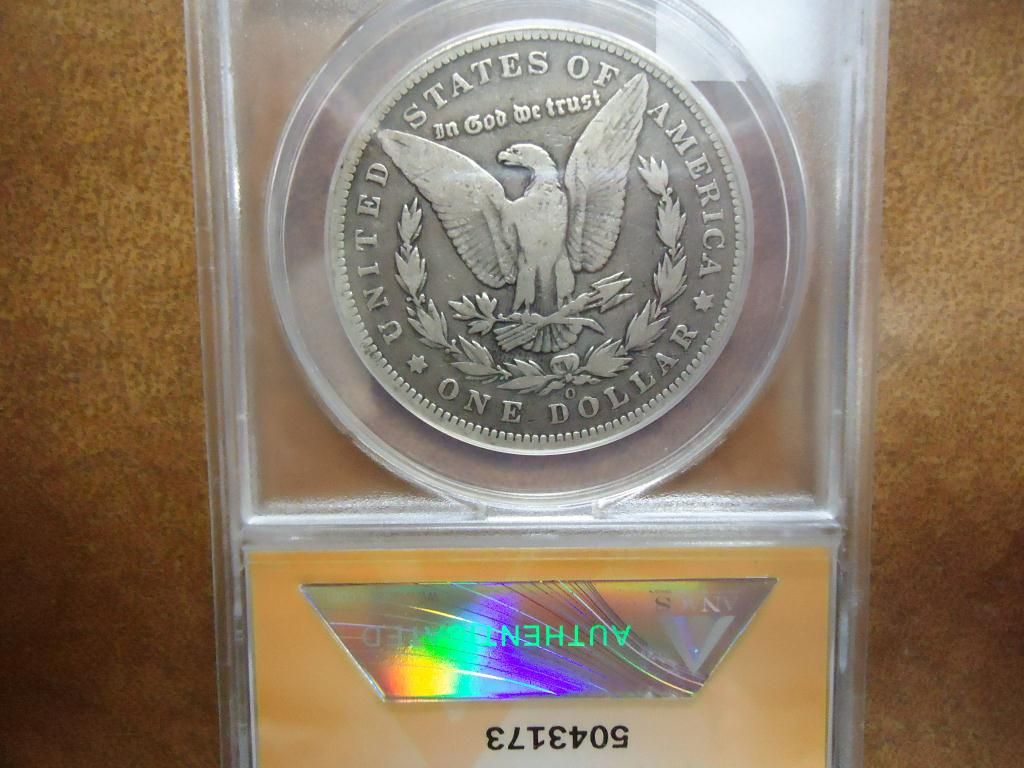 UNITED STATES OF AMERICA
In God we trust
O
ONE DOLLAR
ANACS
AUTHENTICATED
5043173